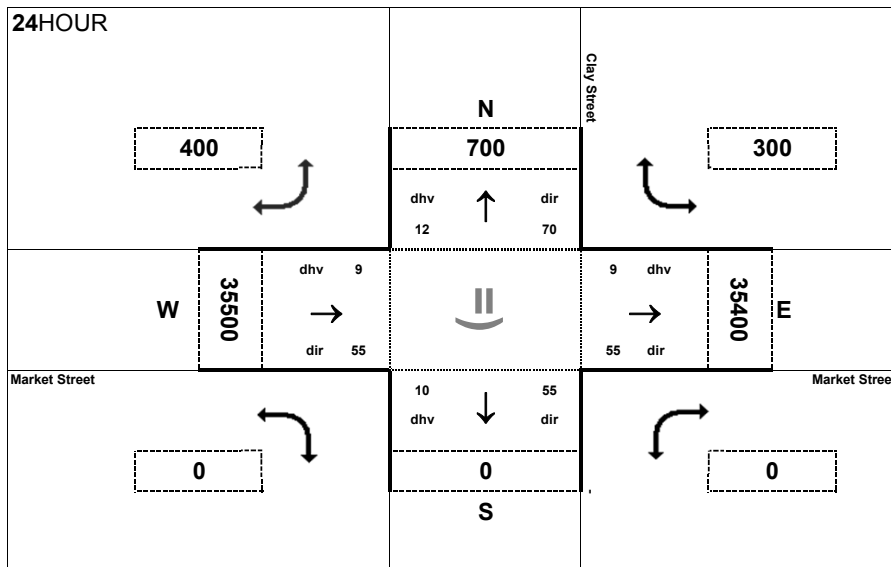 24HOUR
Clay Street
N
400
700
300
dhv
dir
12
70
dhv 9
9 dhv
W
35500
35400
E
dir 55
55 dir
Market Street
Market Stree
10
55
dhv
dir
0
0
0
S